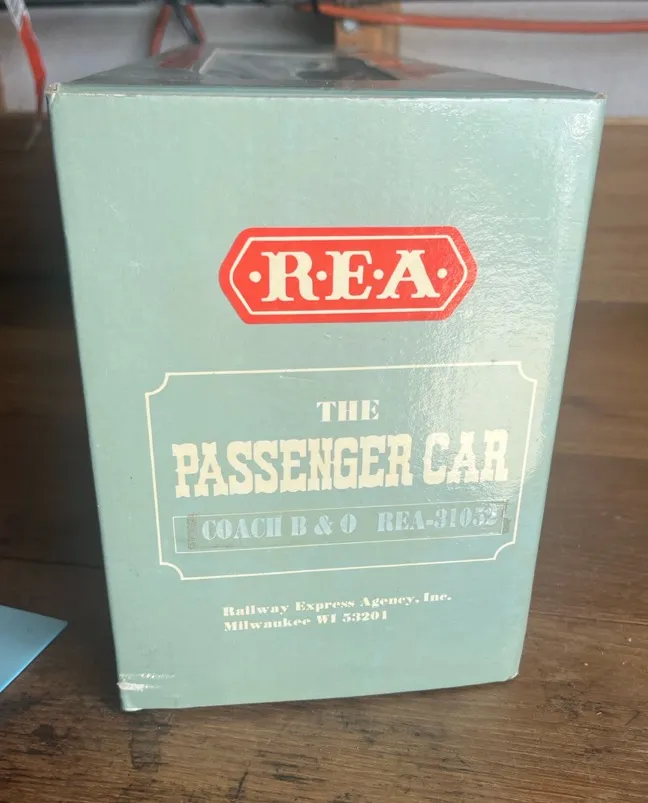 ·R·E·A·
THE
PASSENGER CAR
COACH B & O REA-31052
Railway Express Agency, Inc.
Milwaukee WI 53201